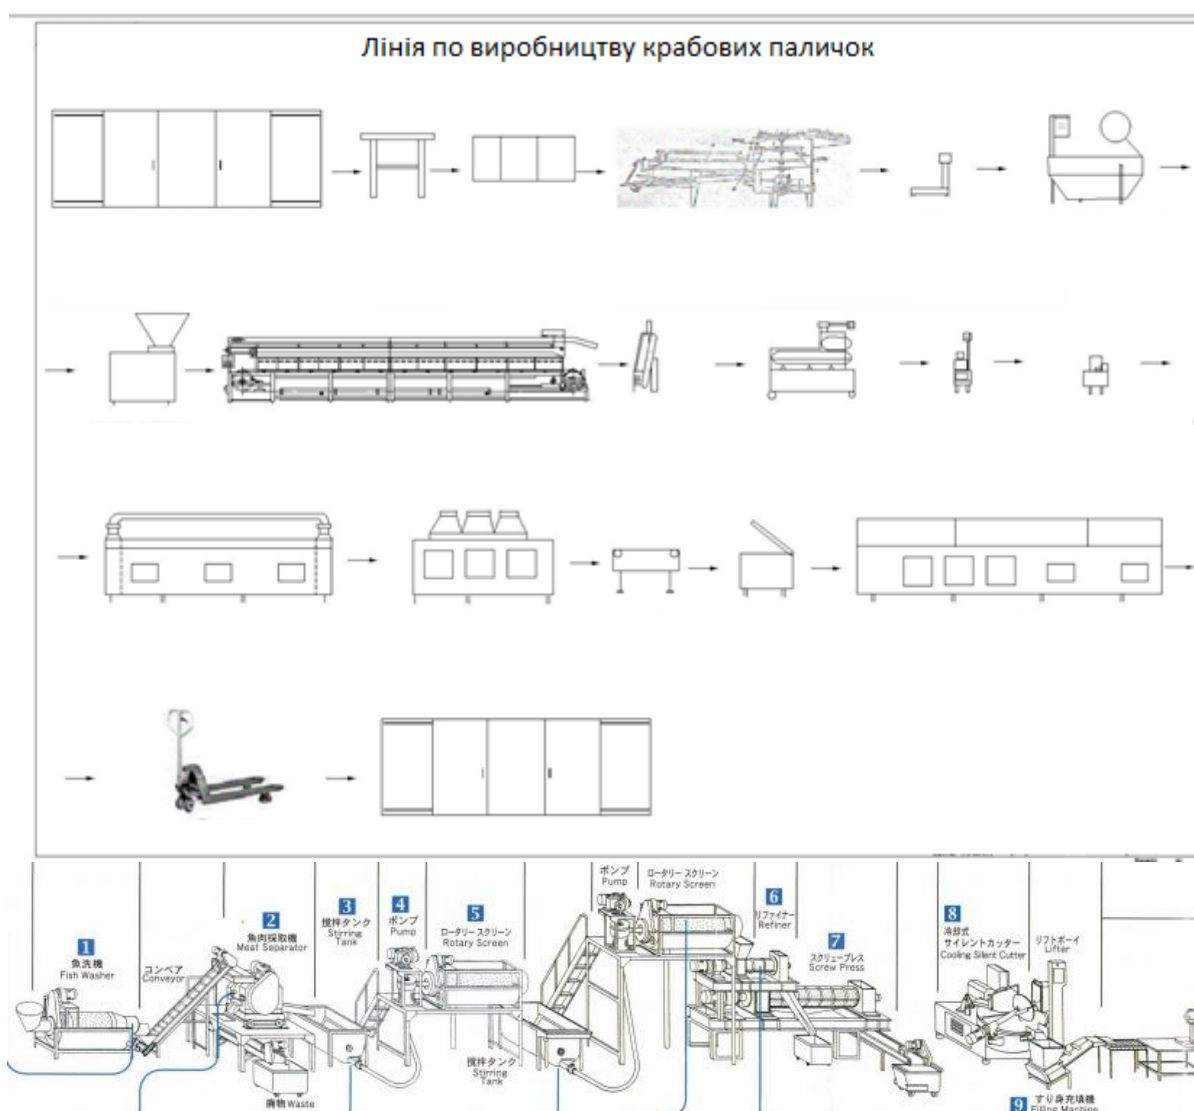 Лінія по виробництву крабових паличок
1
魚洗機
Fish Washer
コンベア
Conveyor
2
魚肉採取機
Meat Separator
廃物 Waste
3
撹拌タンク
Stirring
Tank
4
ポンプ
Pump
5
ロータリー スクリーン
Rotary Screen
撹拌タンク
Stirring
Tank
ポンプ
Pump
ロータリー スクリーン
Rotary Screen
6
リファイナー
Refiner
7
スクリュープレス
Screw Press
8
冷却式
サイレントカッター
Cooling Silent Cutter
リフトボーイ
Lifter
9
すり身充填機
Filling Machine